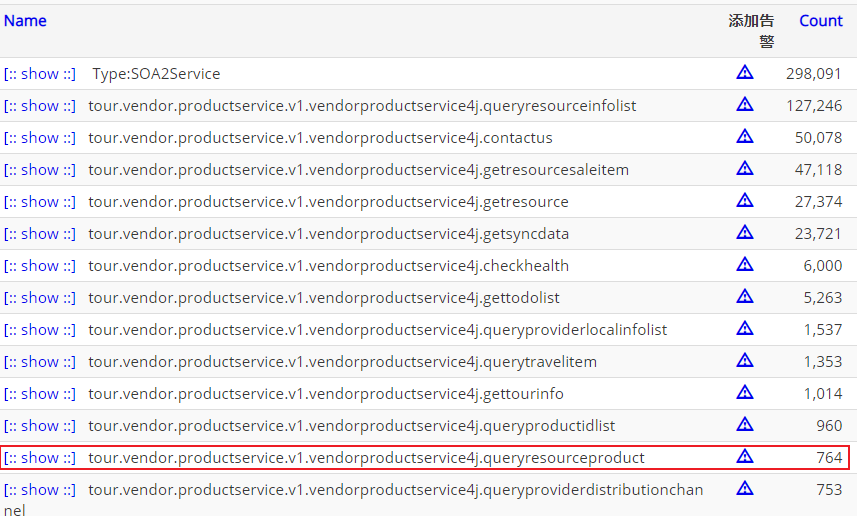 Name 添加告 Count
警
[:: show ::] Type:SOA2Service 298,091
[:: show ::] tour.vendor.productservice.v1.vendorproductservice4j.queryresourceinfolist 127,246
[:: show ::] tour.vendor.productservice.v1.vendorproductservice4j.contactus 50,078
[:: show ::] tour.vendor.productservice.v1.vendorproductservice4j.getresourcesaleitem 47,118
[:: show ::] tour.vendor.productservice.v1.vendorproductservice4j.getresource 27,374
[:: show ::] tour.vendor.productservice.v1.vendorproductservice4j.getsyncdata 23,721
[:: show ::] tour.vendor.productservice.v1.vendorproductservice4j.checkhealth 6,000
[:: show ::] tour.vendor.productservice.v1.vendorproductservice4j.gettodolist 5,263
[:: show ::] tour.vendor.productservice.v1.vendorproductservice4j.queryproviderlocalinfolist 1,537
[:: show ::] tour.vendor.productservice.v1.vendorproductservice4j.querytravelitem 1,353
[:: show ::] tour.vendor.productservice.v1.vendorproductservice4j.gettourinfo 1,014
[:: show ::] tour.vendor.productservice.v1.vendorproductservice4j.queryproductidlist 960
[:: show ::] tour.vendor.productservice.v1.vendorproductservice4j.queryresourceproduct 764
[:: show ::] tour.vendor.productservice.v1.vendorproductservice4j.queryproviderdistributionchan 753
nel